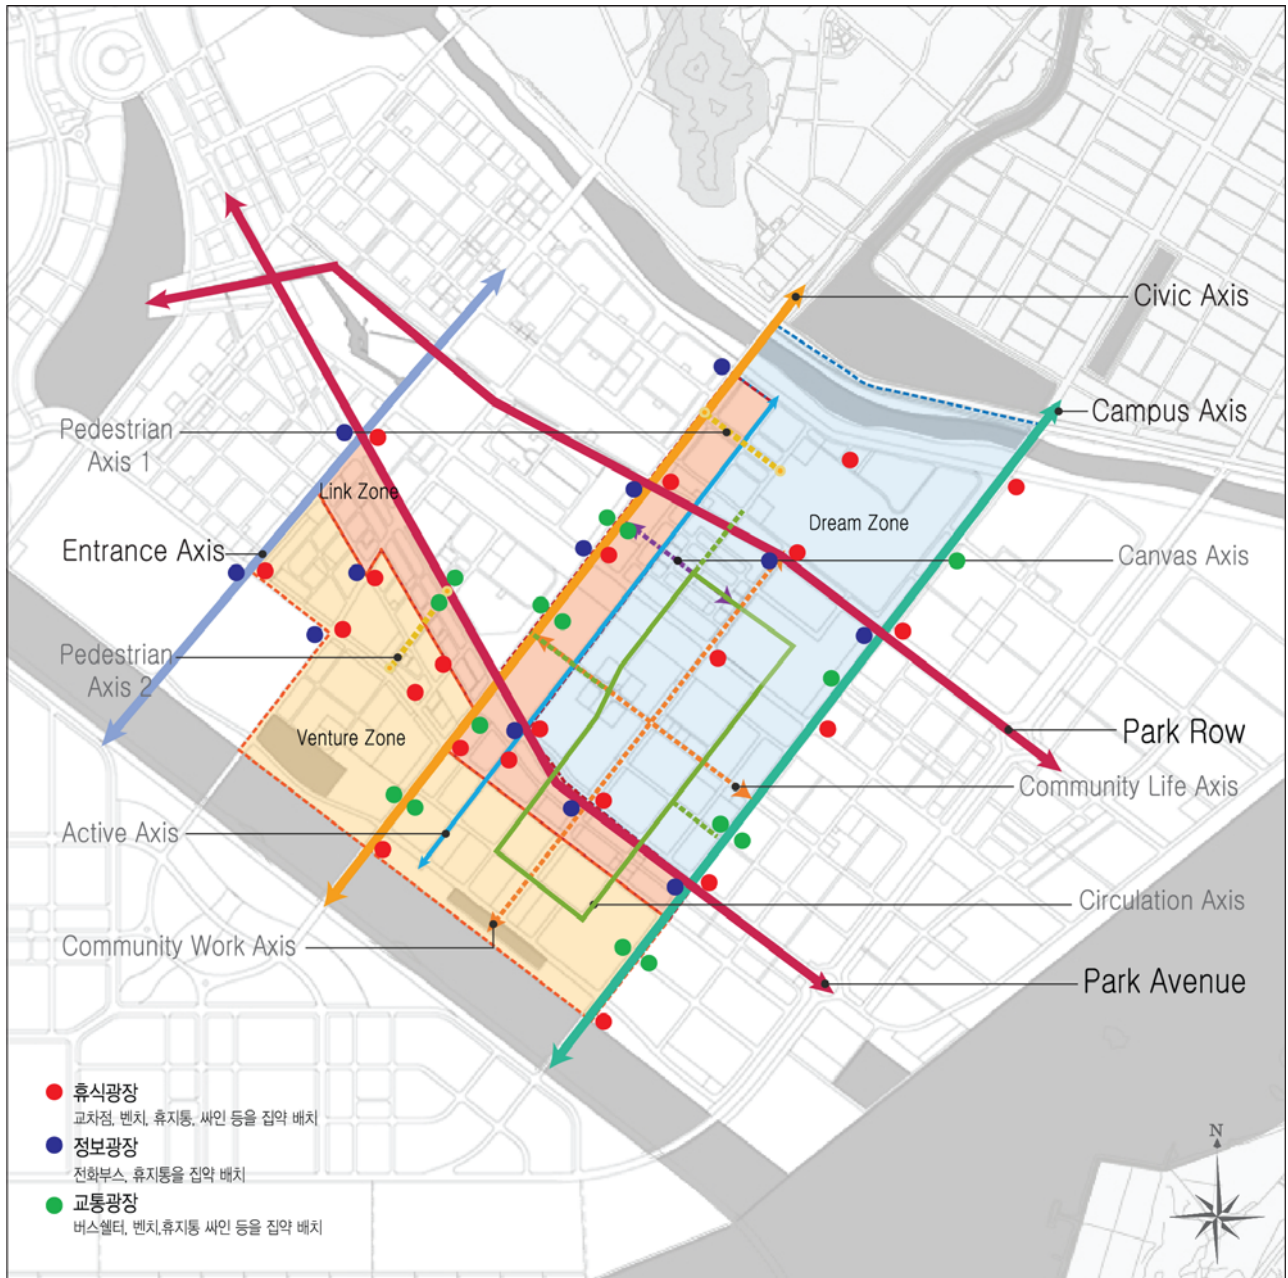 Civic Axis
Campus Axis
Pedestrian
Axis 1
Link Zone
Dream Zone
Entrance Axis
Canvas Axis
Pedestrian
Axis 2
Venture Zone
Park Row
Community Life Axis
Active Axis
Circulation Axis
Community Work Axis
Park Avenue
휴식광장
교차점, 벤치, 휴지통, 싸인 등을 집약 배치
정보광장
전화부스, 휴지통을 집약 배치
교통광장
버스쉘터, 벤치,휴지통 싸인 등을 집약 배치
N